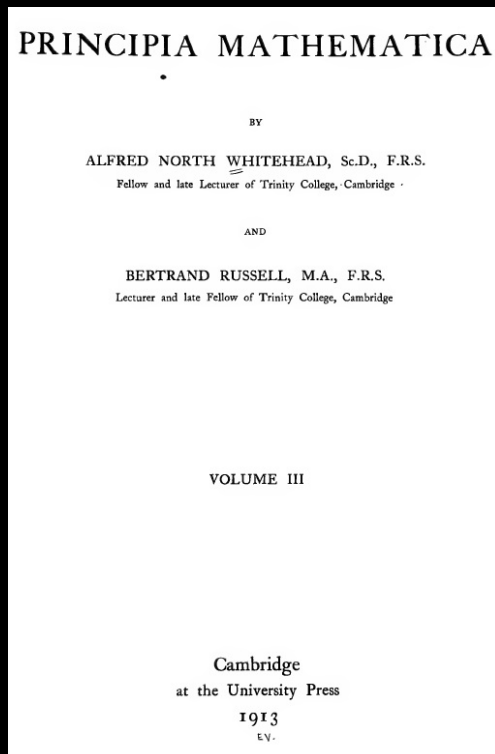 PRINCIPIA MATHEMATICA
BY
ALFRED NORTH WHITEHEAD, Sc.D., F.R.S.
Fellow and late Lecturer of Trinity College, Cambridge
AND
BERTRAND RUSSELL, M.A., F.R.S.
Lecturer and late Fellow of Trinity College, Cambridge
VOLUME III
Cambridge
at the University Press
1913
EV.